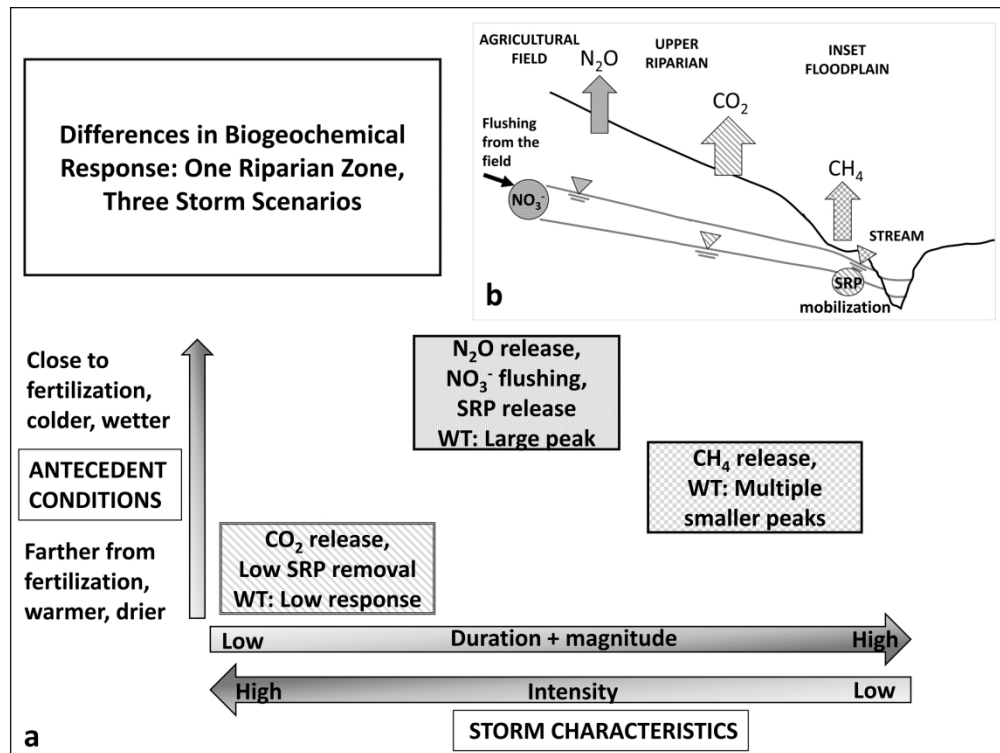 Differences in Biogeochemical
Response: One Riparian Zone,
Three Storm Scenarios
AGRICULTURAL
FIELD
UPPER
RIPARIAN
INSET
FLOODPLAIN
N₂O
CO₂
CH₄
Flushing
from the
field
NO₃⁻
STREAM
SRP
mobilization
b
Close to
fertilization,
colder, wetter
ANTECEDENT
CONDITIONS
Farther from
fertilization,
warmer, drier
N₂O release,
NO₃⁻ flushing,
SRP release
WT: Large peak
CH₄ release,
WT: Multiple
smaller peaks
CO₂ release,
Low SRP removal
WT: Low response
Low Duration + magnitude High
High Intensity Low
STORM CHARACTERISTICS
a